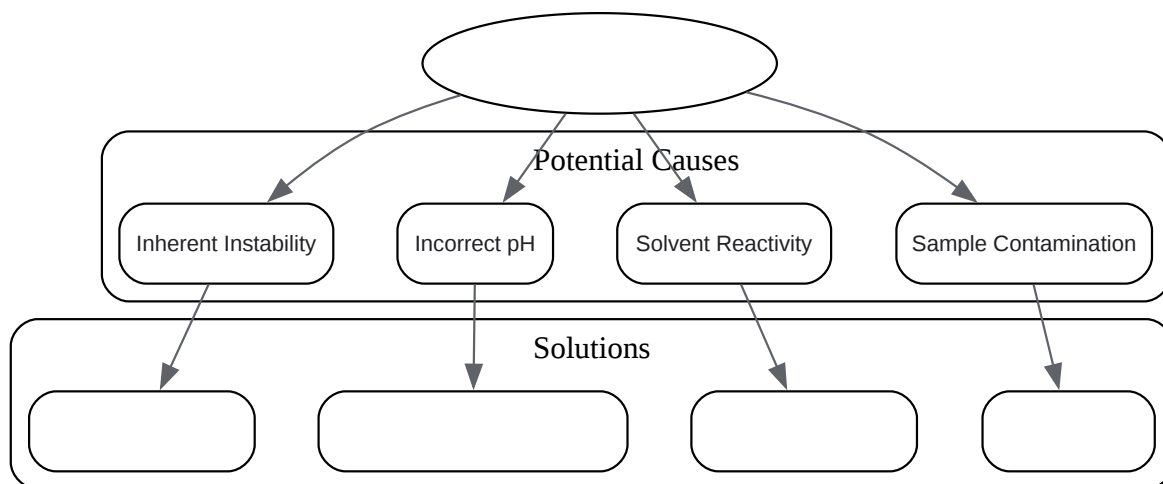 Potential Causes
Inherent Instability
Incorrect pH
Solvent Reactivity
Sample Contamination
Solutions